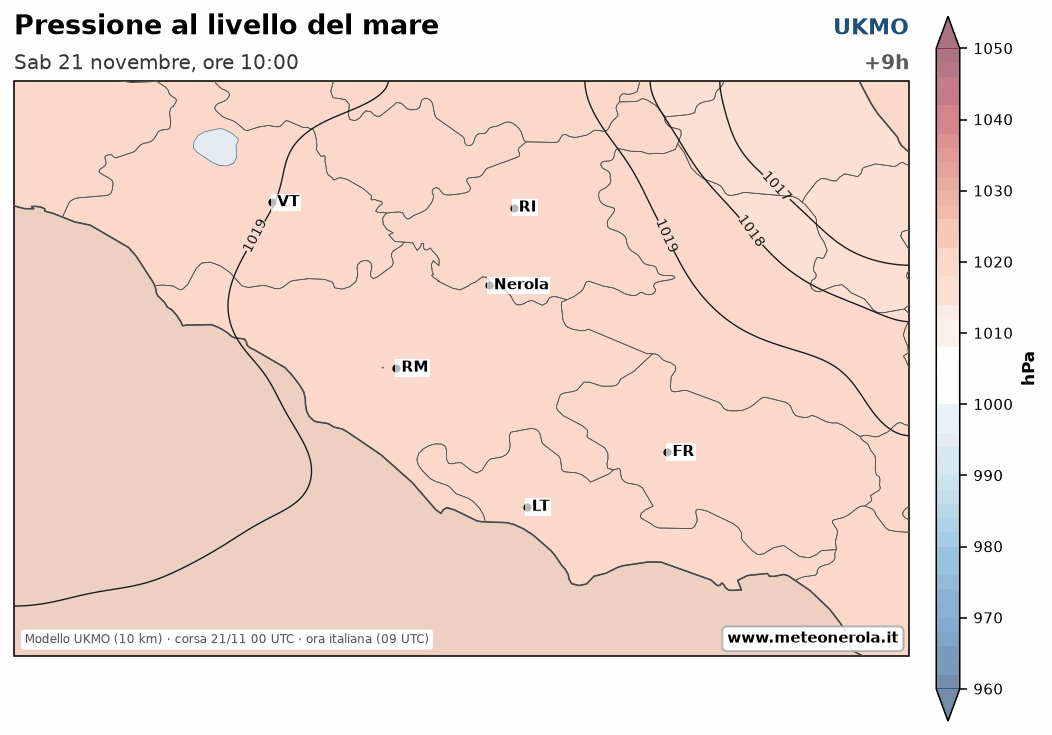 Pressione al livello del mare
UKMO
Sab 21 novembre, ore 10:00
+9h
1050
1040
1030
1020
1010
1000
990
980
970
960
hPa
1017
1018
1019
1019
VT
RI
Nerola
RM
FR
LT
Modello UKMO (10 km) · corsa 21/11 00 UTC · ora italiana (09 UTC)
www.meteonerola.it